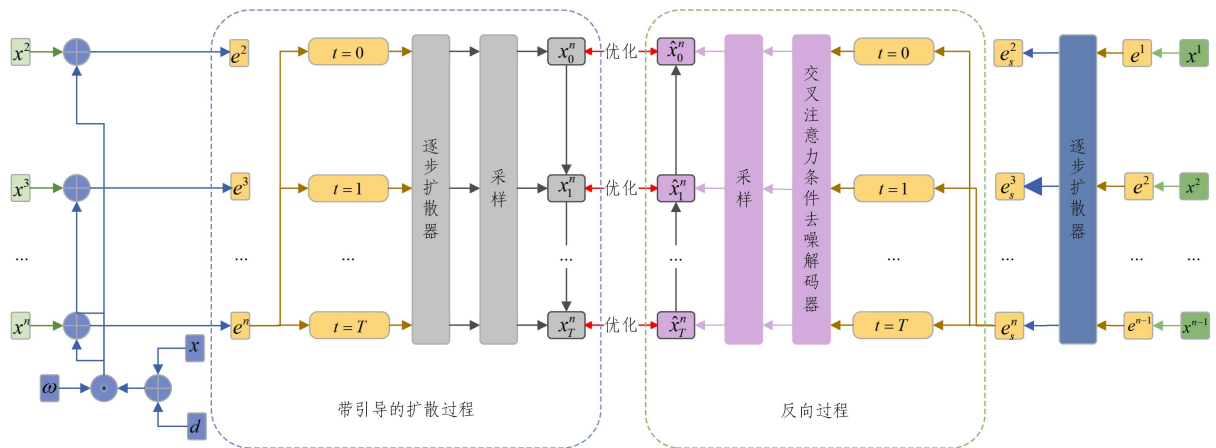 x² e² t = 0 x₀ⁿ 优化 x̂₀ⁿ t = 0 eₛ² e¹ x¹
逐步扩散器
采样
采样
交叉注意力条件去噪解码器
逐步扩散器
x³ e³ t = 1 x₁ⁿ 优化 x̂₁ⁿ t = 1 eₛ³ e² x²
... ... ... ... ... ... ... ... ...
xⁿ eⁿ t = T x_Tⁿ 优化 x̂_Tⁿ t = T eₛⁿ eⁿ⁻¹ xⁿ⁻¹
x
ω
d
带引导的扩散过程 反向过程